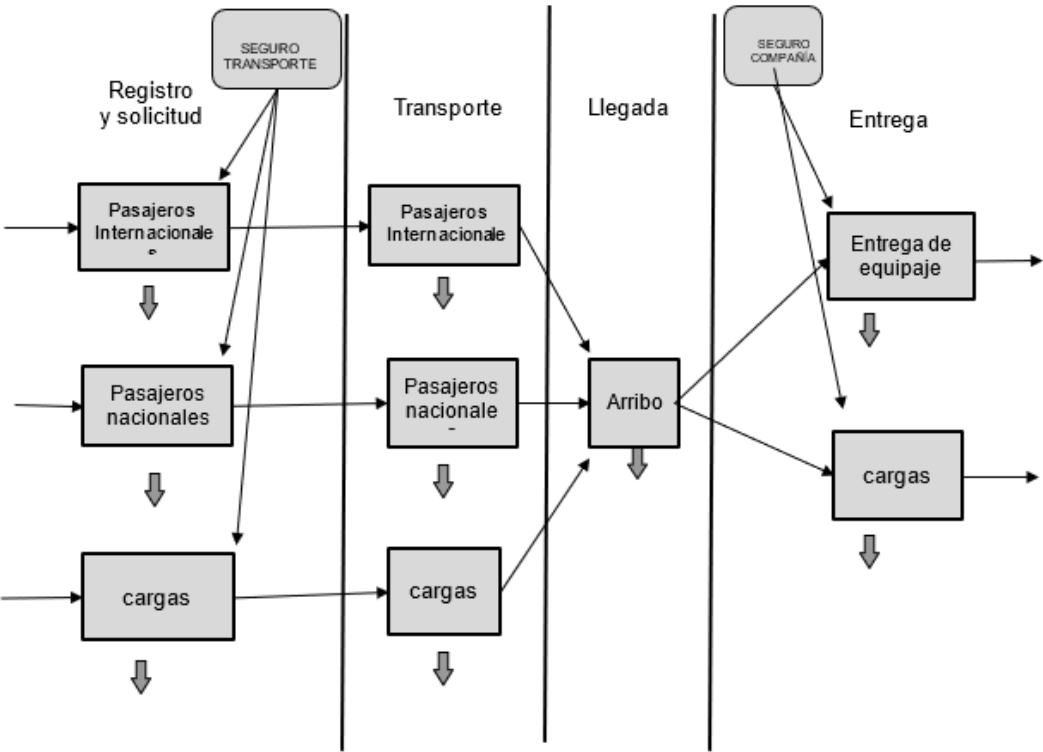 SEGURO
TRANSPORTE
Registro
y solicitud
Pasajeros
Internacionale
Pasajeros
nacionales
cargas
Transporte
Pasajeros
Internacionale
Pasajeros
nacionale
cargas
Llegada
Arribo
SEGURO
COMPAÑÍA
Entrega
Entrega de
equipaje
cargas